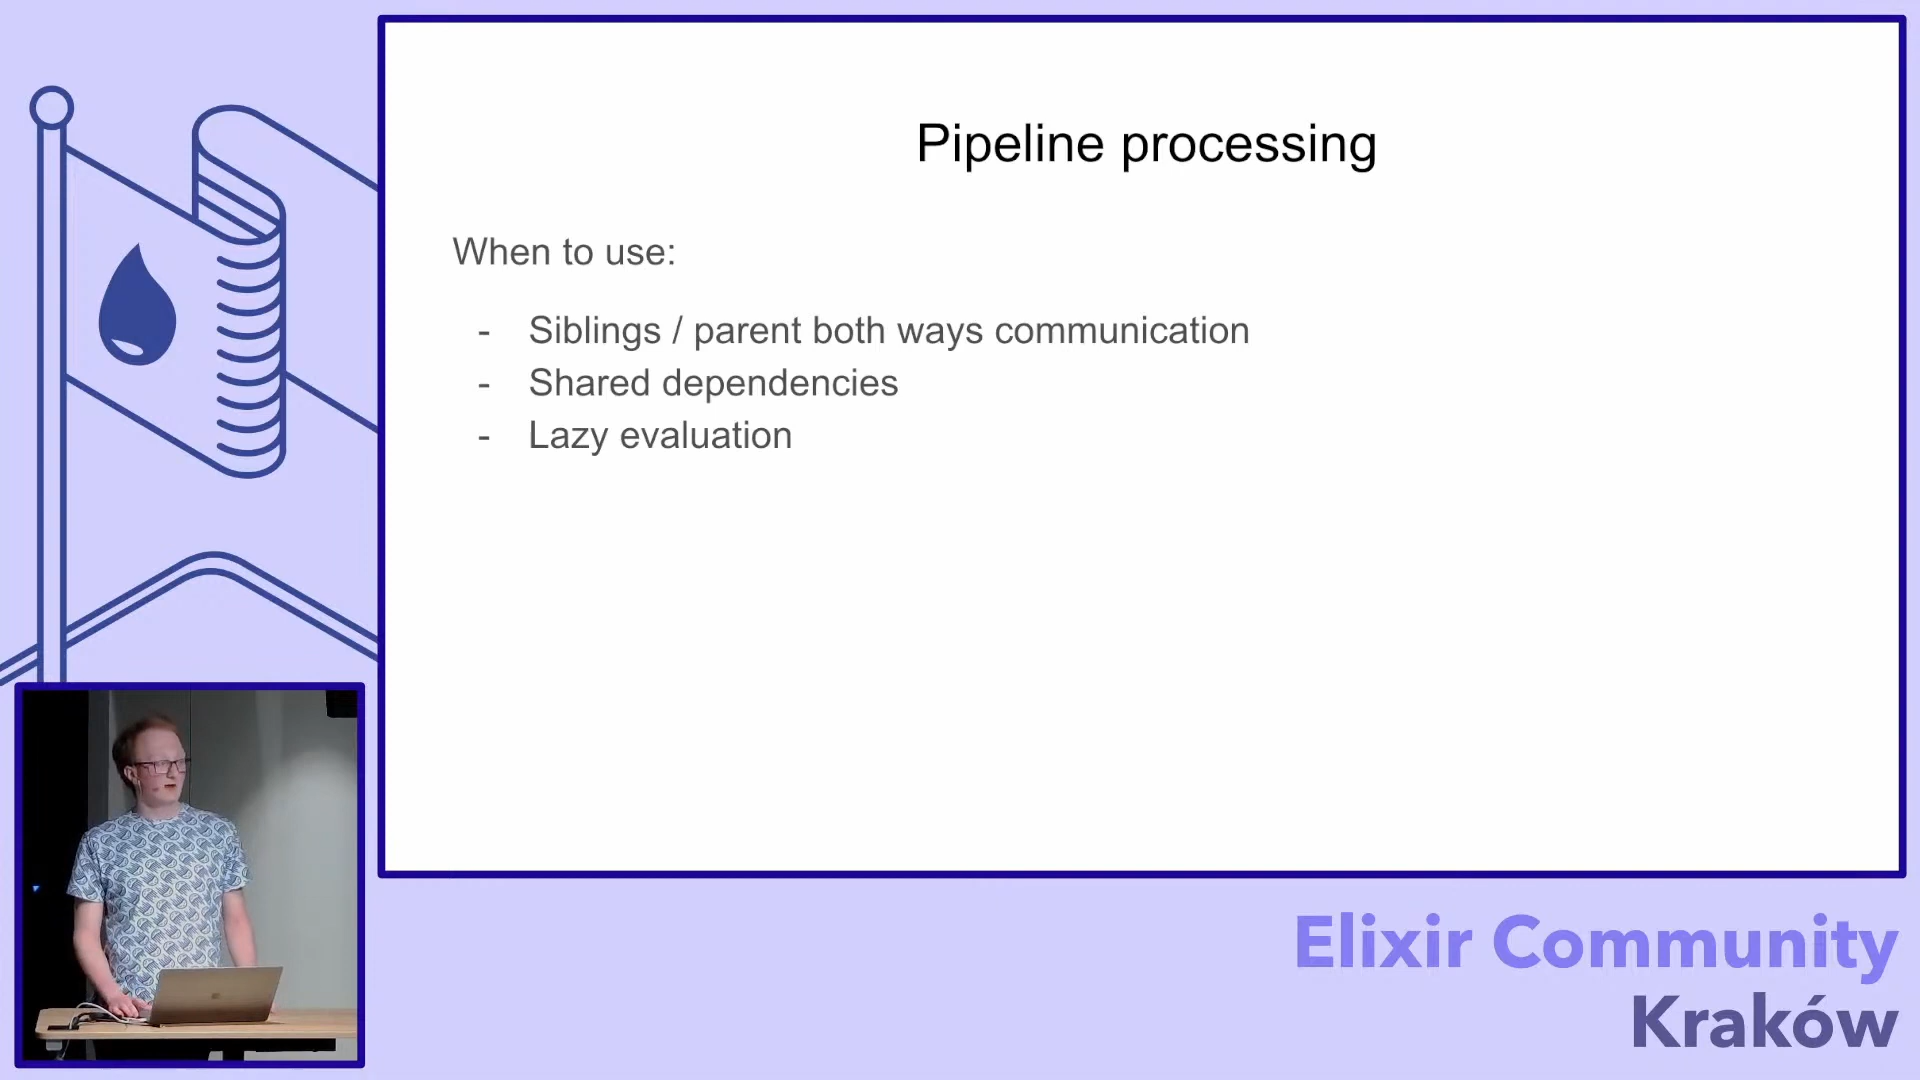 Pipeline processing
When to use:
- Siblings / parent both ways communication
- Shared dependencies
- Lazy evaluation
Elixir Community
Kraków